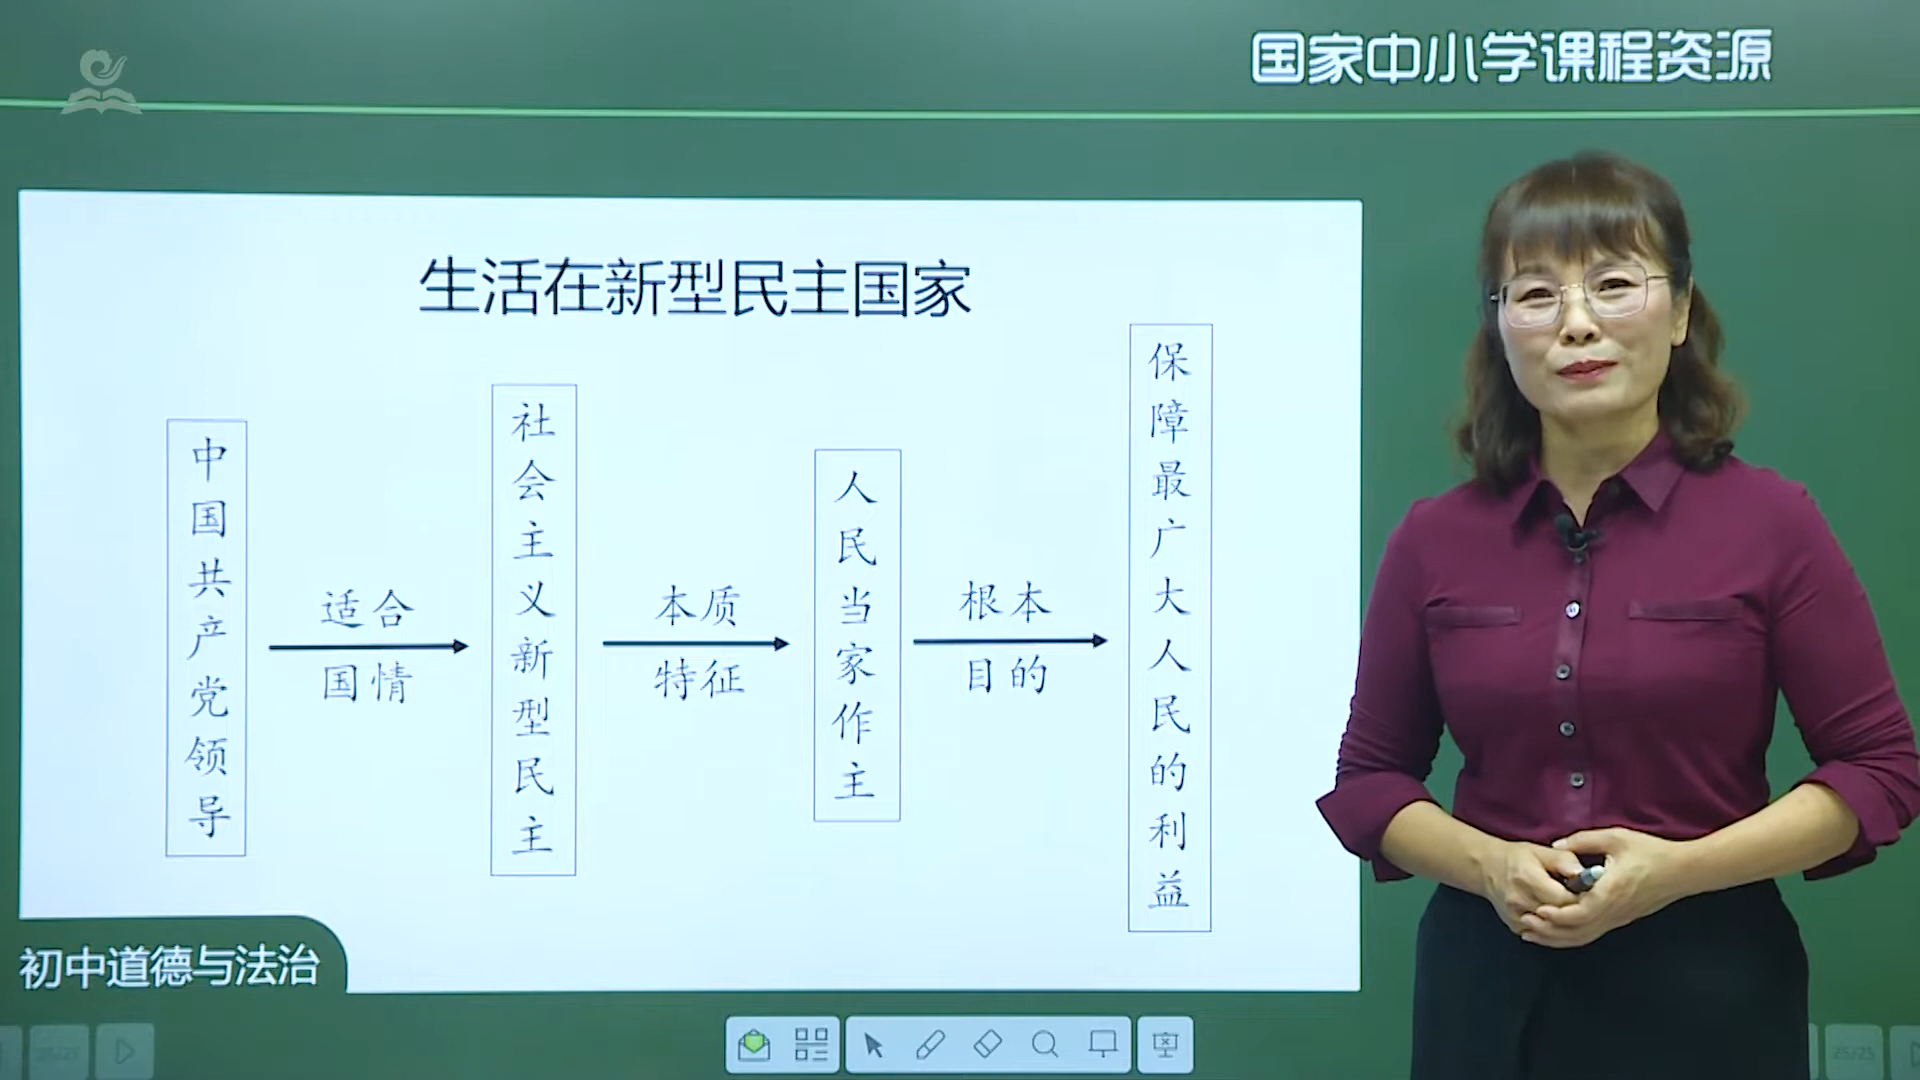 国家中小学课程资源
生活在新型民主国家
中国共产党领导
适合
国情
社会主义新型民主
本质
特征
人民当家作主
根本
目的
保障最广大人民的利益
初中道德与法治
25/25